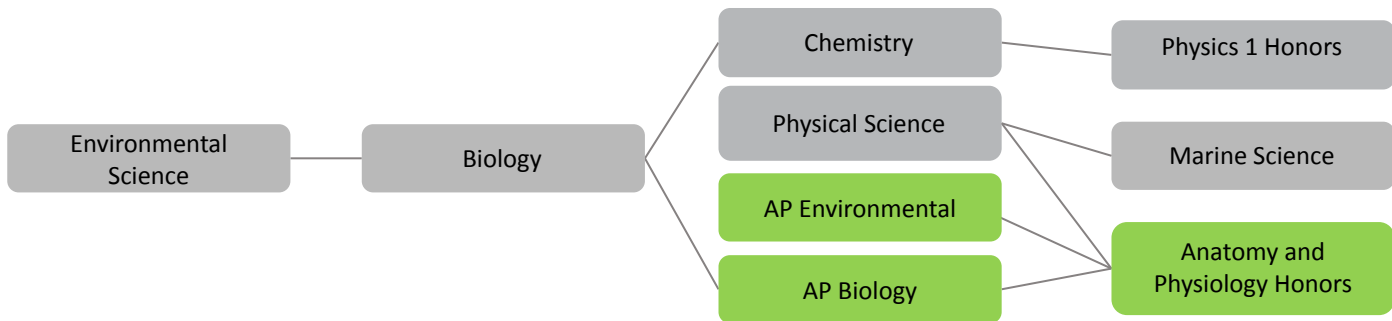 Environmental
Science
Biology
Chemistry
Physical Science
AP Environmental
AP Biology
Physics 1 Honors
Marine Science
Anatomy and
Physiology Honors